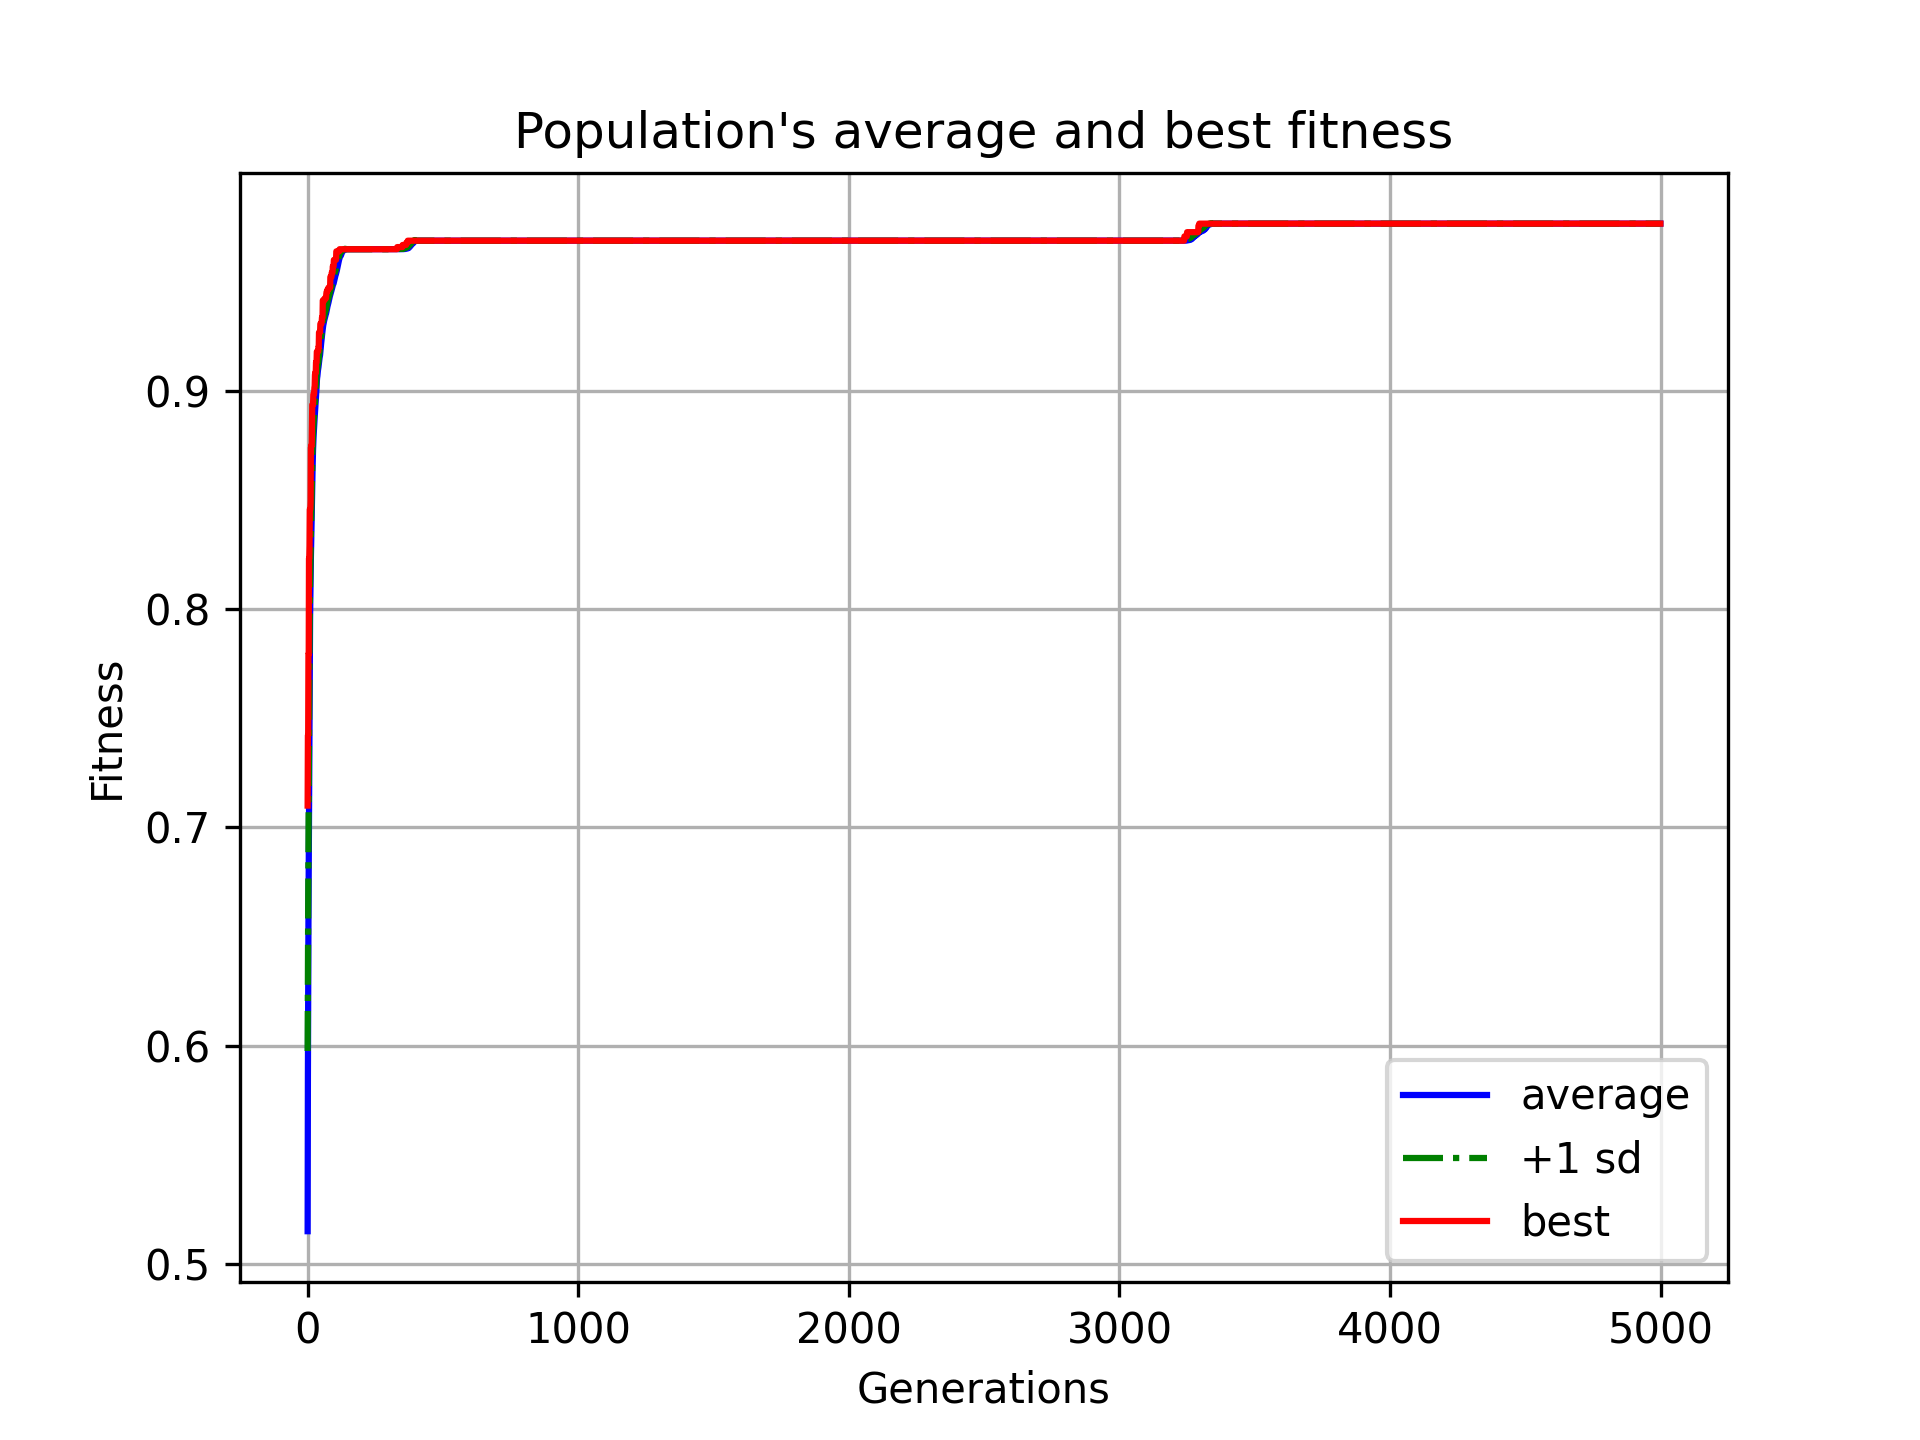 Population's average and best fitness
Fitness
0.9
0.8
0.7
0.6
0.5
average
+1 sd
best
0 1000 2000 3000 4000 5000
Generations